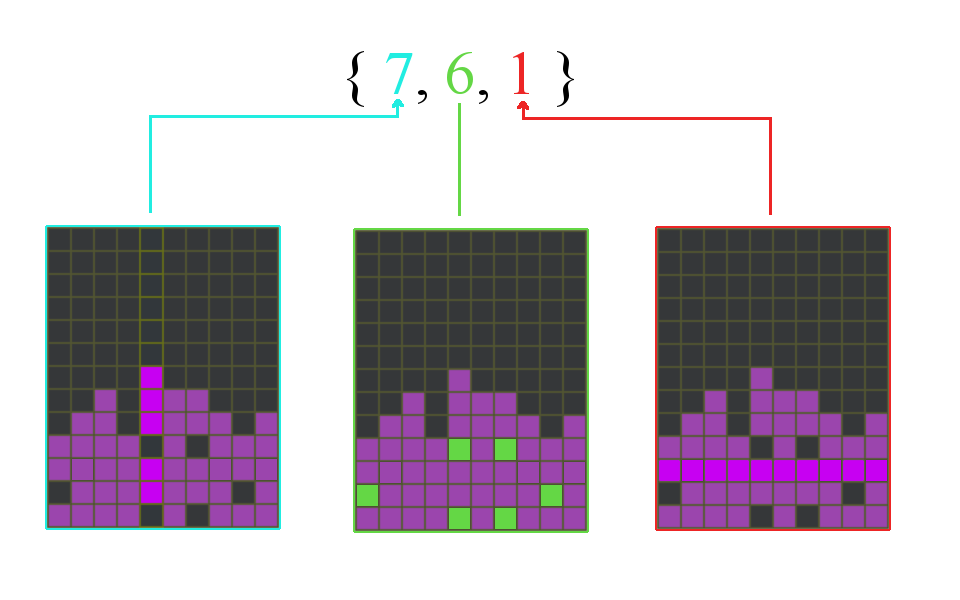 { 7, 6, 1 }